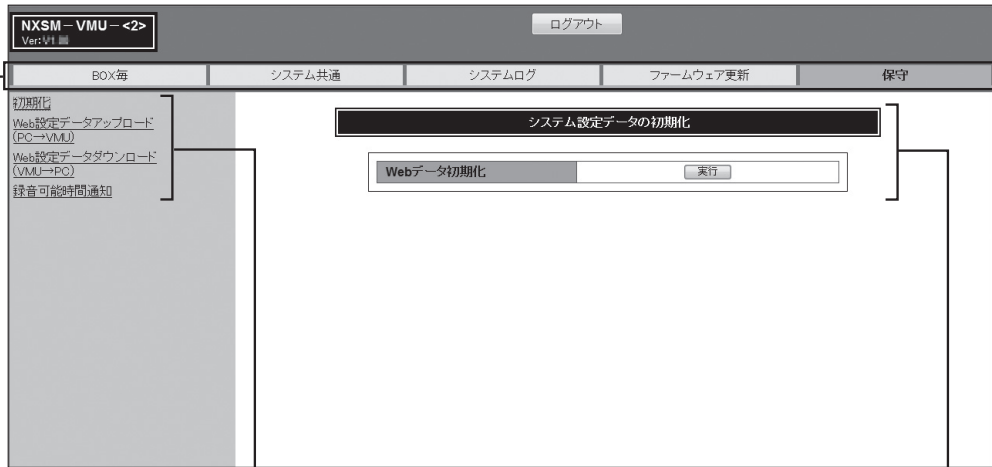 NXSM－VMU－<2>
Ver:
ログアウト
BOX毎
システム共通
システムログ
ファームウェア更新
保守
初期化
Web設定データアップロード
(PC→VMU)
Web設定データダウンロード
(VMU→PC)
録音可能時間通知
システム設定データの初期化
Webデータ初期化
実行